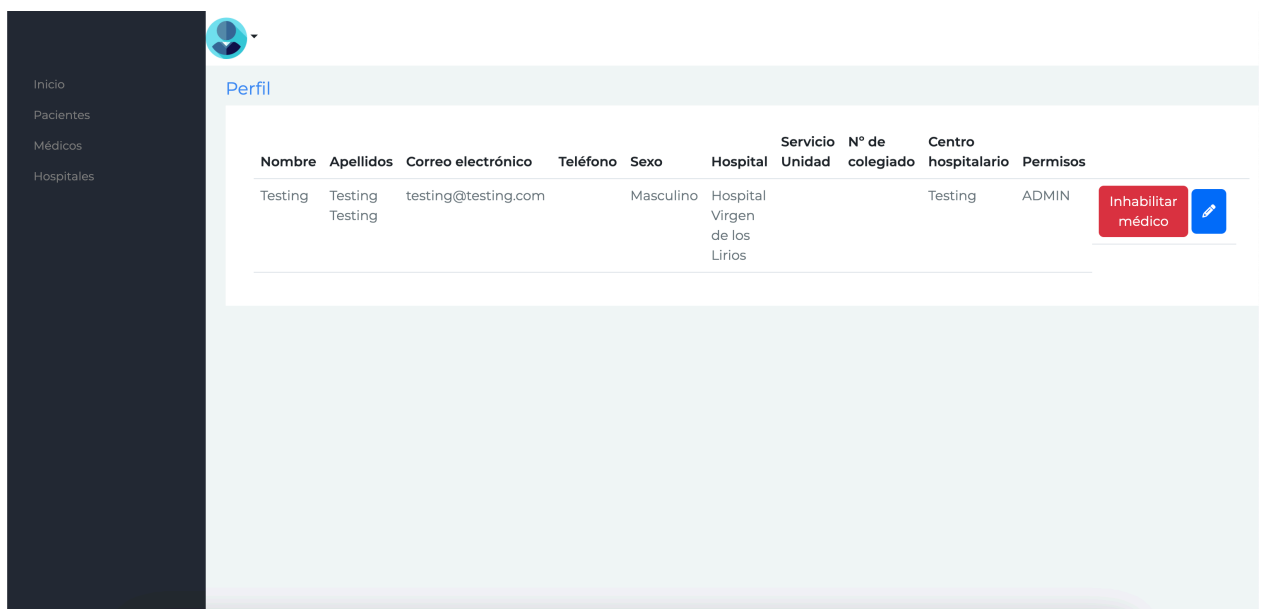 Inicio
Pacientes
Médicos
Hospitales
Perfil
Nombre Apellidos Correo electrónico Teléfono Sexo Hospital Servicio Unidad Nº de colegiado Centro hospitalario Permisos
Testing Testing testing@testing.com Masculino Hospital Testing ADMIN Inhabilitar
Testing Virgen médico
de los
Lirios